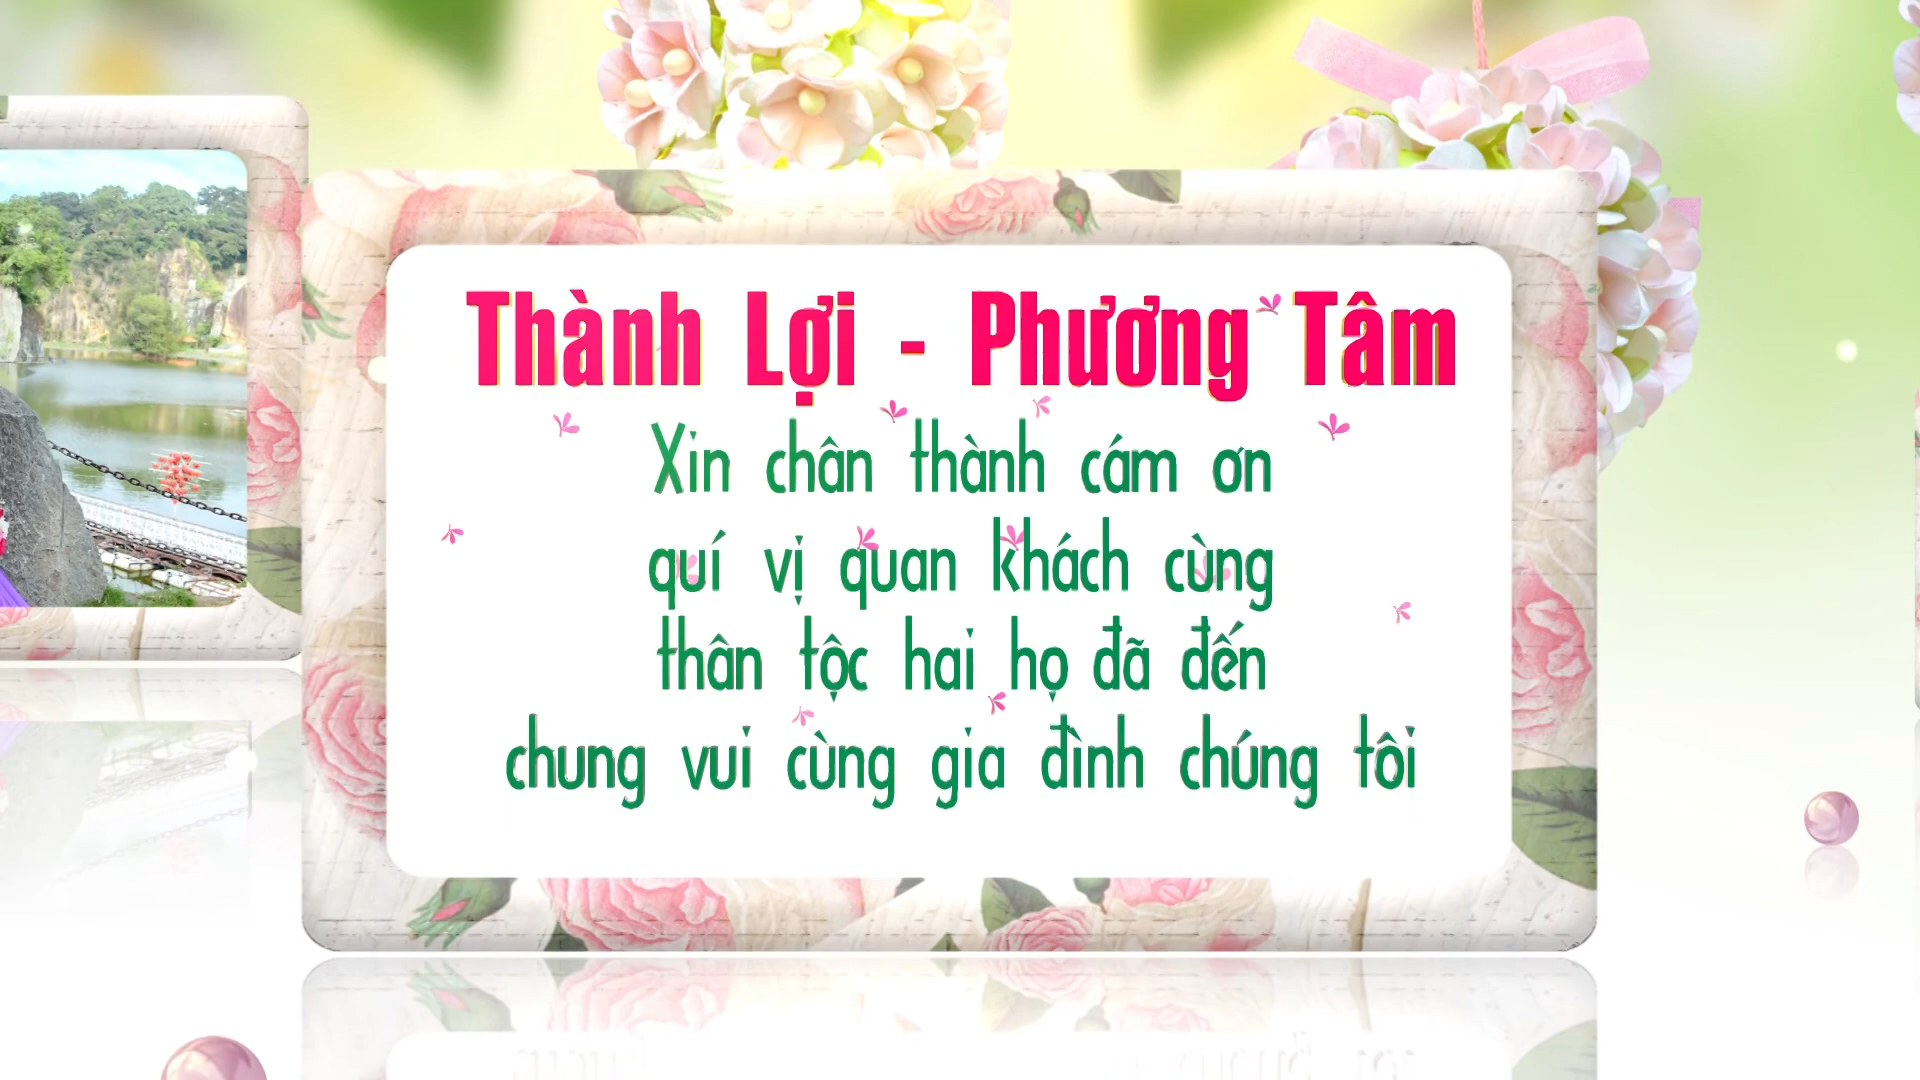 Thành Lợi - Phương Tâm
Xin chân thành cám ơn
quí vị quan khách cùng
thân tộc hai họ đã đến
chung vui cùng gia đình chúng tôi